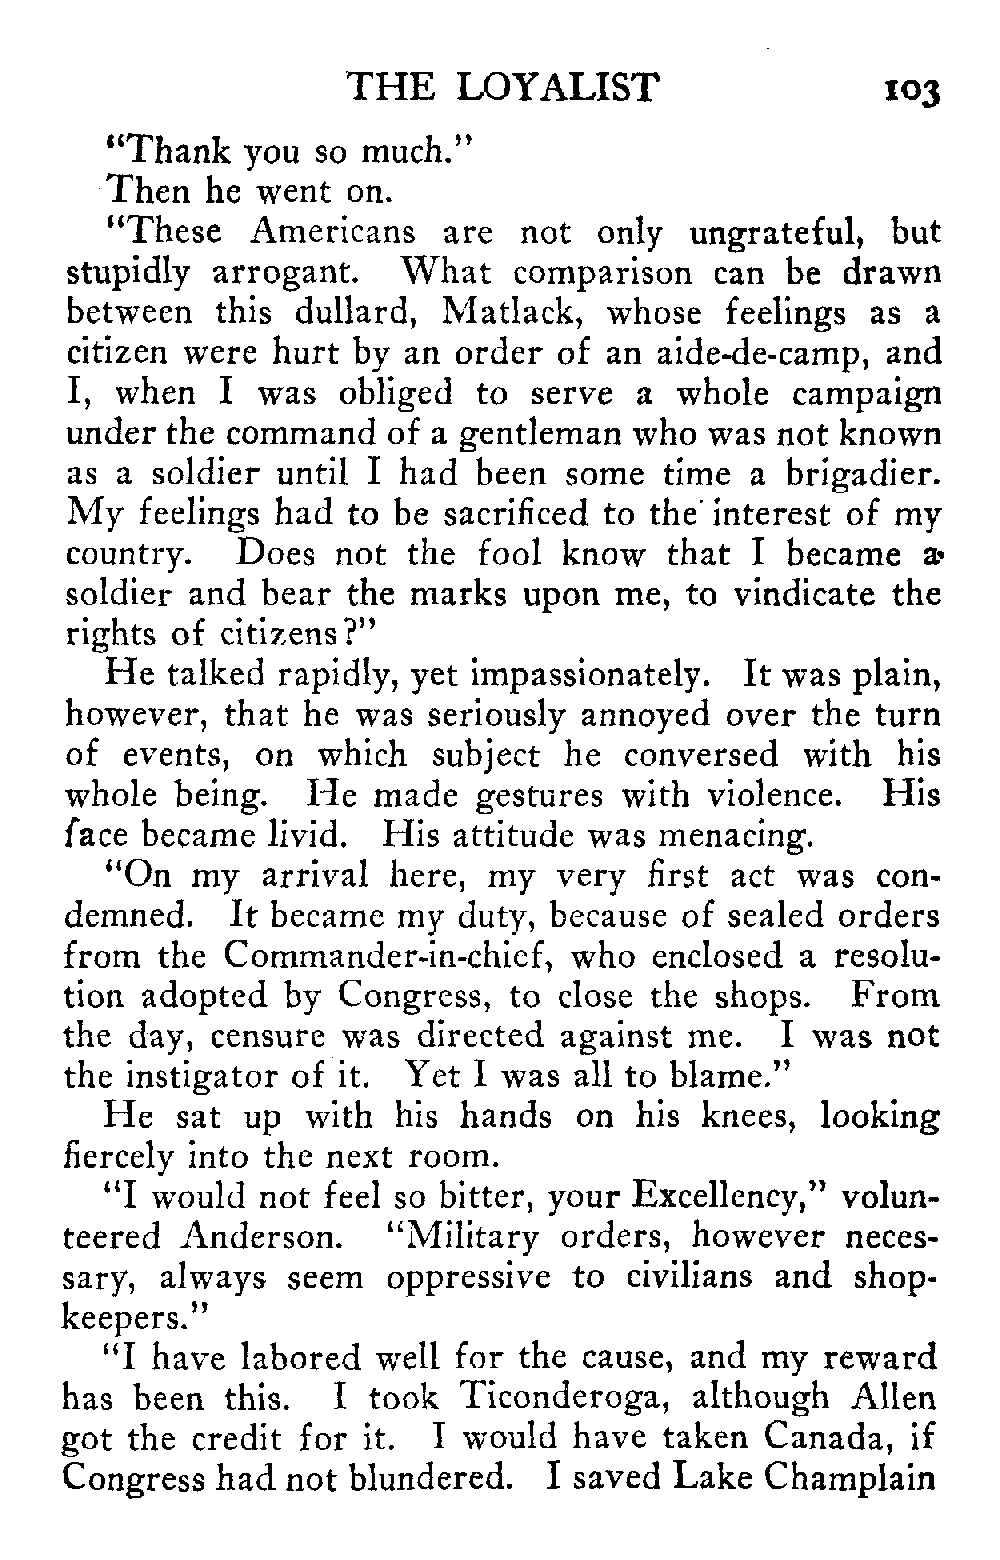 THE LOYALIST 103
"Thank you so much."
Then he went on.
"These Americans are not only ungrateful, but
stupidly arrogant. What comparison can be drawn
between this dullard, Matlack, whose feelings as a
citizen were hurt by an order of an aide-de-camp, and
I, when I was obliged to serve a whole campaign
under the command of a gentleman who was not known
as a soldier until I had been some time a brigadier.
My feelings had to be sacrificed to the interest of my
country. Does not the fool know that I became a
soldier and bear the marks upon me, to vindicate the
rights of citizens?"
He talked rapidly, yet impassionately. It was plain,
however, that he was seriously annoyed over the turn
of events, on which subject he conversed with his
whole being. He made gestures with violence. His
face became livid. His attitude was menacing.
"On my arrival here, my very first act was con-
demned. It became my duty, because of sealed orders
from the Commander-in-chief, who enclosed a resolu-
tion adopted by Congress, to close the shops. From
the day, censure was directed against me. I was not
the instigator of it. Yet I was all to blame."
He sat up with his hands on his knees, looking
fiercely into the next room.
"I would not feel so bitter, your Excellency," volun-
teered Anderson. "Military orders, however neces-
sary, always seem oppressive to civilians and shop-
keepers."
"I have labored well for the cause, and my reward
has been this. I took Ticonderoga, although Allen
got the credit for it. I would have taken Canada, if
Congress had not blundered. I saved Lake Champlain